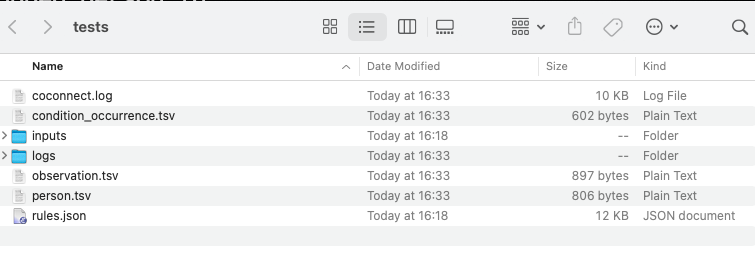 tests
Name Date Modified Size Kind
coconnect.log Today at 16:33 10 KB Log File
condition_occurrence.tsv Today at 16:33 602 bytes Plain Text
inputs Today at 16:18 -- Folder
logs Today at 16:33 -- Folder
observation.tsv Today at 16:33 897 bytes Plain Text
person.tsv Today at 16:33 806 bytes Plain Text
rules.json Today at 16:18 12 KB JSON document